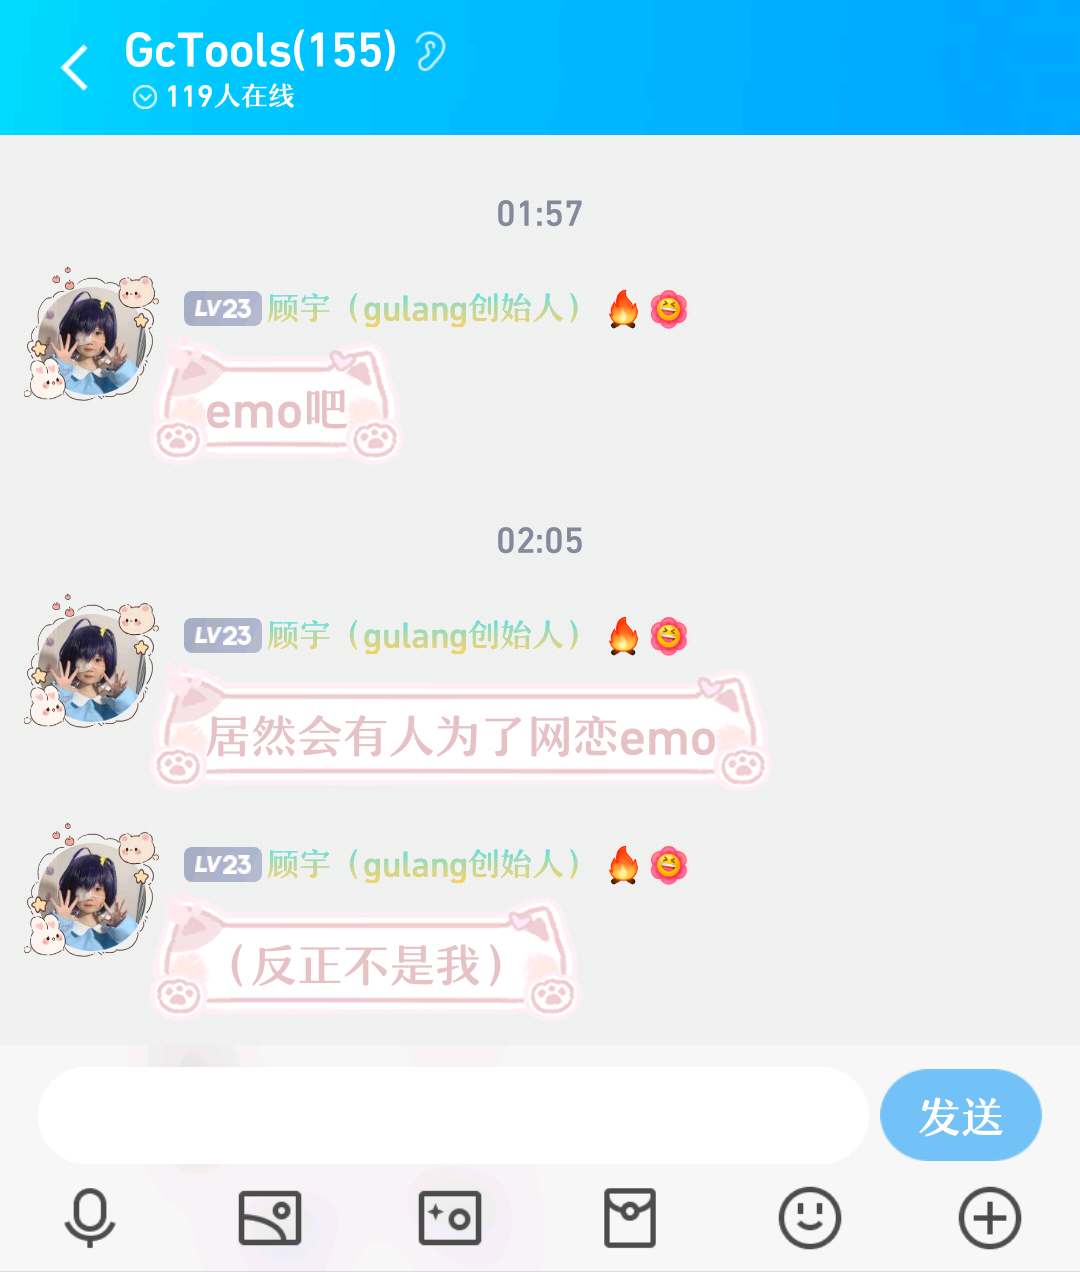 GcTools(155)
119人在线
01:57
LV23 顾宇（gulang创始人）
emo吧
02:05
LV23 顾宇（gulang创始人）
居然会有人为了网恋emo
LV23 顾宇（gulang创始人）
（反正不是我）
发送